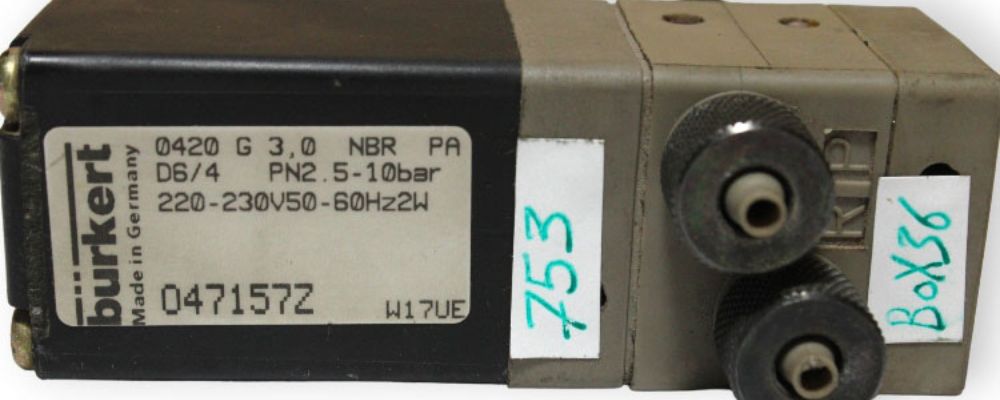 burkert
Made in Germany
0420 G 3,0 NBR PA
D6/4 PN2.5-10bar
220-230V50-60Hz2W
047157Z
W17UE
753
R P
BOX36